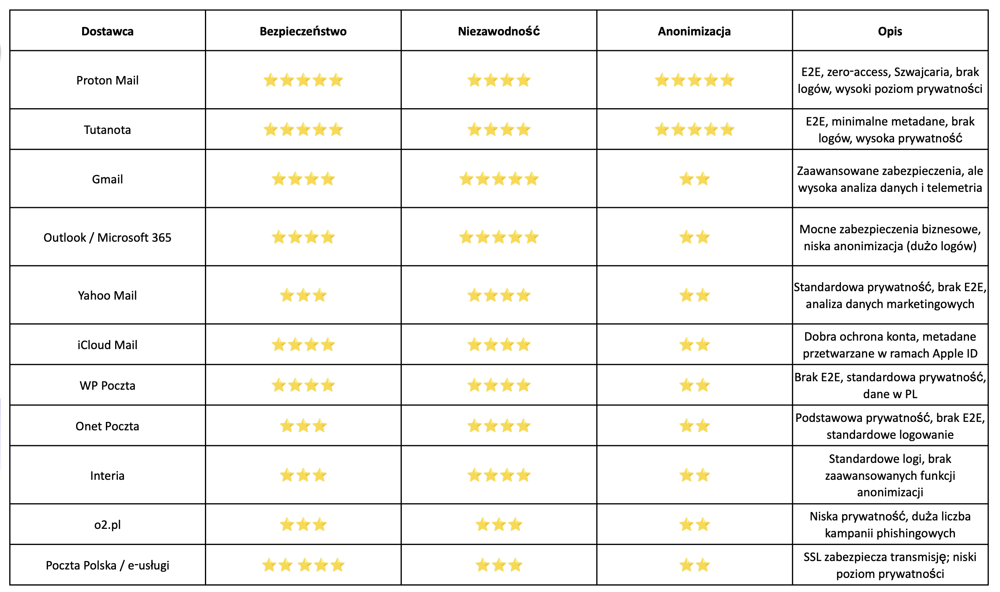 Dostawca Bezpieczeństwo Niezawodność Anonimizacja Opis
Proton Mail ⭐⭐⭐⭐⭐ ⭐⭐⭐⭐ ⭐⭐⭐⭐⭐ E2E, zero-access, Szwajcaria, brak
logów, wysoki poziom prywatności
Tutanota ⭐⭐⭐⭐⭐ ⭐⭐⭐⭐ ⭐⭐⭐⭐⭐ E2E, minimalne metadane, brak
logów, wysoka prywatność
Gmail ⭐⭐⭐⭐ ⭐⭐⭐⭐⭐ ⭐⭐ Zaawansowane zabezpieczenia, ale
wysoka analiza danych i telemetria
Outlook / Microsoft 365 ⭐⭐⭐⭐ ⭐⭐⭐⭐⭐ ⭐⭐ Mocne zabezpieczenia biznesowe,
niska anonimizacja (dużo logów)
Yahoo Mail ⭐⭐⭐ ⭐⭐⭐⭐ ⭐⭐ Standardowa prywatność, brak E2E,
analiza danych marketingowych
iCloud Mail ⭐⭐⭐⭐ ⭐⭐⭐⭐ ⭐⭐ Dobra ochrona konta, metadane
przetwarzane w ramach Apple ID
WP Poczta ⭐⭐⭐⭐ ⭐⭐⭐⭐ ⭐⭐ Brak E2E, standardowa prywatność,
dane w PL
Onet Poczta ⭐⭐⭐ ⭐⭐⭐⭐ ⭐⭐ Podstawowa prywatność, brak E2E,
standardowe logowanie
Interia ⭐⭐⭐ ⭐⭐⭐⭐ ⭐⭐ Standardowe logi, brak
zaawansowanych funkcji
anonimizacji
o2.pl ⭐⭐⭐ ⭐⭐⭐ ⭐⭐ Niska prywatność, duża liczba
kampanii phishingowych
Poczta Polska / e-usługi ⭐⭐ ⭐⭐⭐ ⭐⭐⭐ ⭐⭐ SSL zabezpiecza transmisję; niski
poziom prywatności